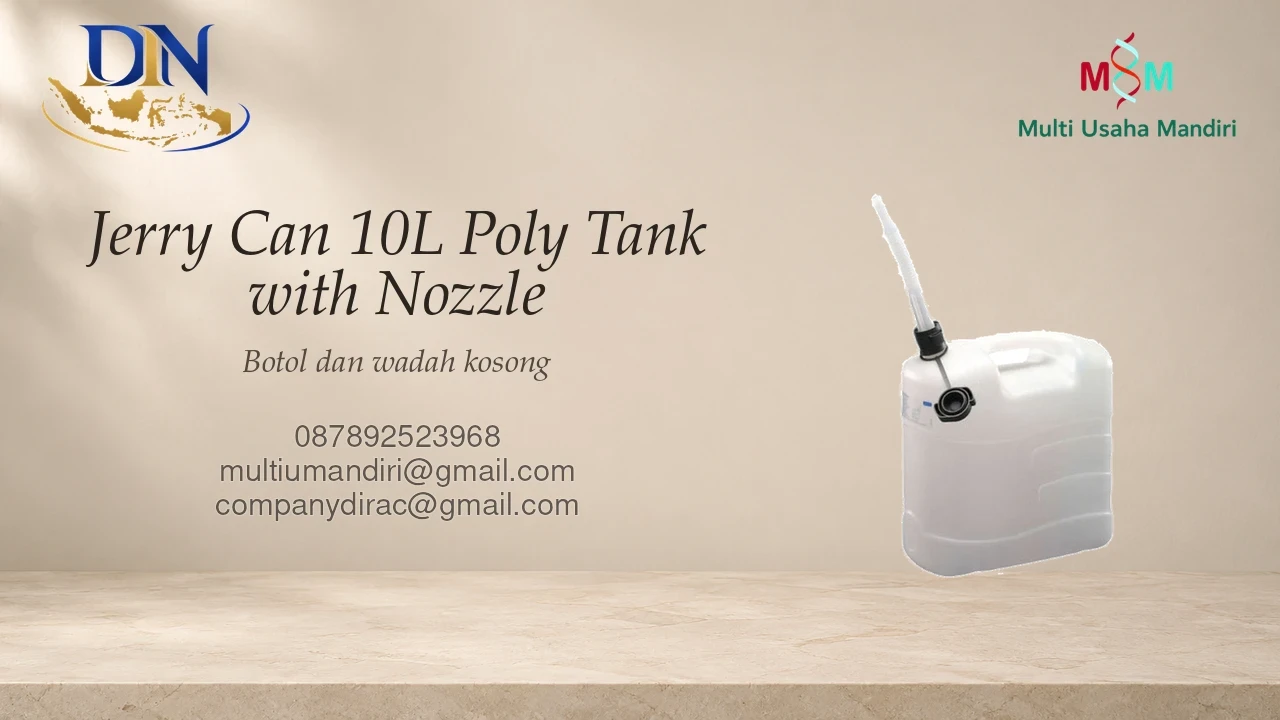 DIN
M M
Multi Usaha Mandiri
Jerry Can 10L Poly Tank
with Nozzle
Botol dan wadah kosong
087892523968
multiumandiri@gmail.com
companydirac@gmail.com